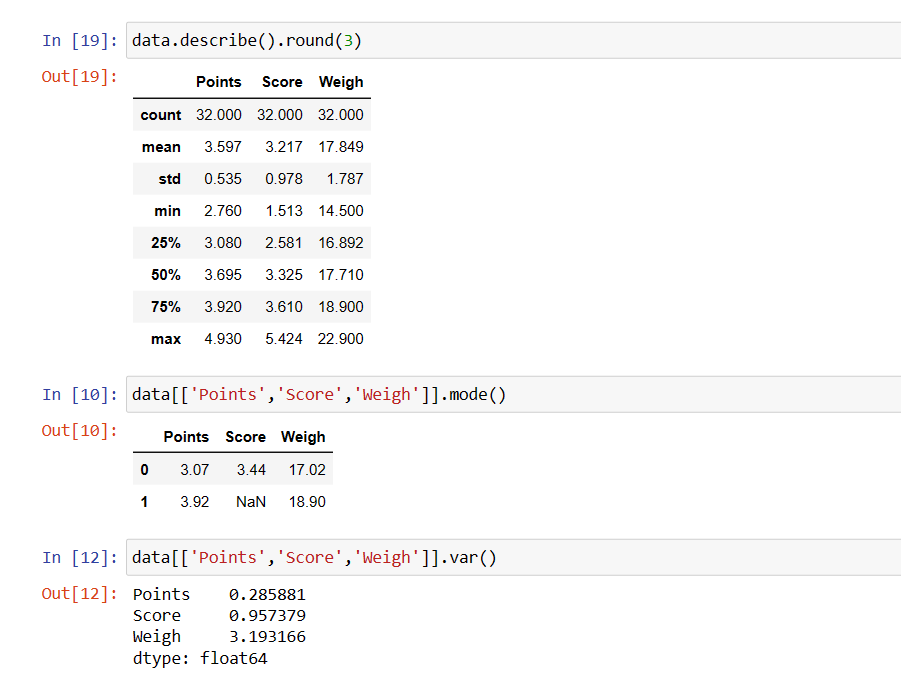 In [19]: data.describe().round(3)
Out[19]:
Points Score Weigh
count 32.000 32.000 32.000
mean 3.597 3.217 17.849
std 0.535 0.978 1.787
min 2.760 1.513 14.500
25% 3.080 2.581 16.892
50% 3.695 3.325 17.710
75% 3.920 3.610 18.900
max 4.930 5.424 22.900
In [10]: data[['Points','Score','Weigh']].mode()
Out[10]:
Points Score Weigh
0 3.07 3.44 17.02
1 3.92 NaN 18.90
In [12]: data[['Points','Score','Weigh']].var()
Out[12]: Points 0.285881
Score 0.957379
Weigh 3.193166
dtype: float64